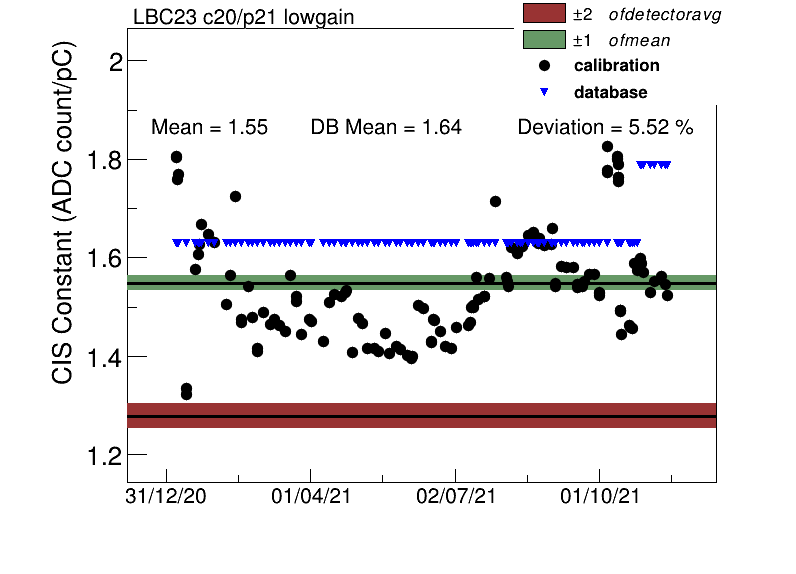 LBC23 c20/p21 lowgain
±2 ofdetectoravg
±1 ofmean
calibration
database
Mean = 1.55 DB Mean = 1.64 Deviation = 5.52 %
CIS Constant (ADC count/pC)
2
1.8
1.6
1.4
1.2
31/12/20 01/04/21 02/07/21 01/10/21